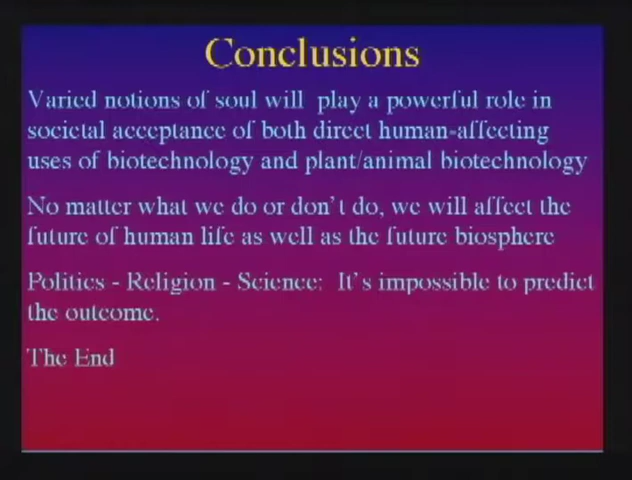 Conclusions
Varied notions of soul will play a powerful role in
societal acceptance of both direct human-affecting
uses of biotechnology and plant/animal biotechnology
No matter what we do or don't do, we will affect the
future of human life as well as the future biosphere
Politics - Religion - Science: It's impossible to predict
the outcome.
The End